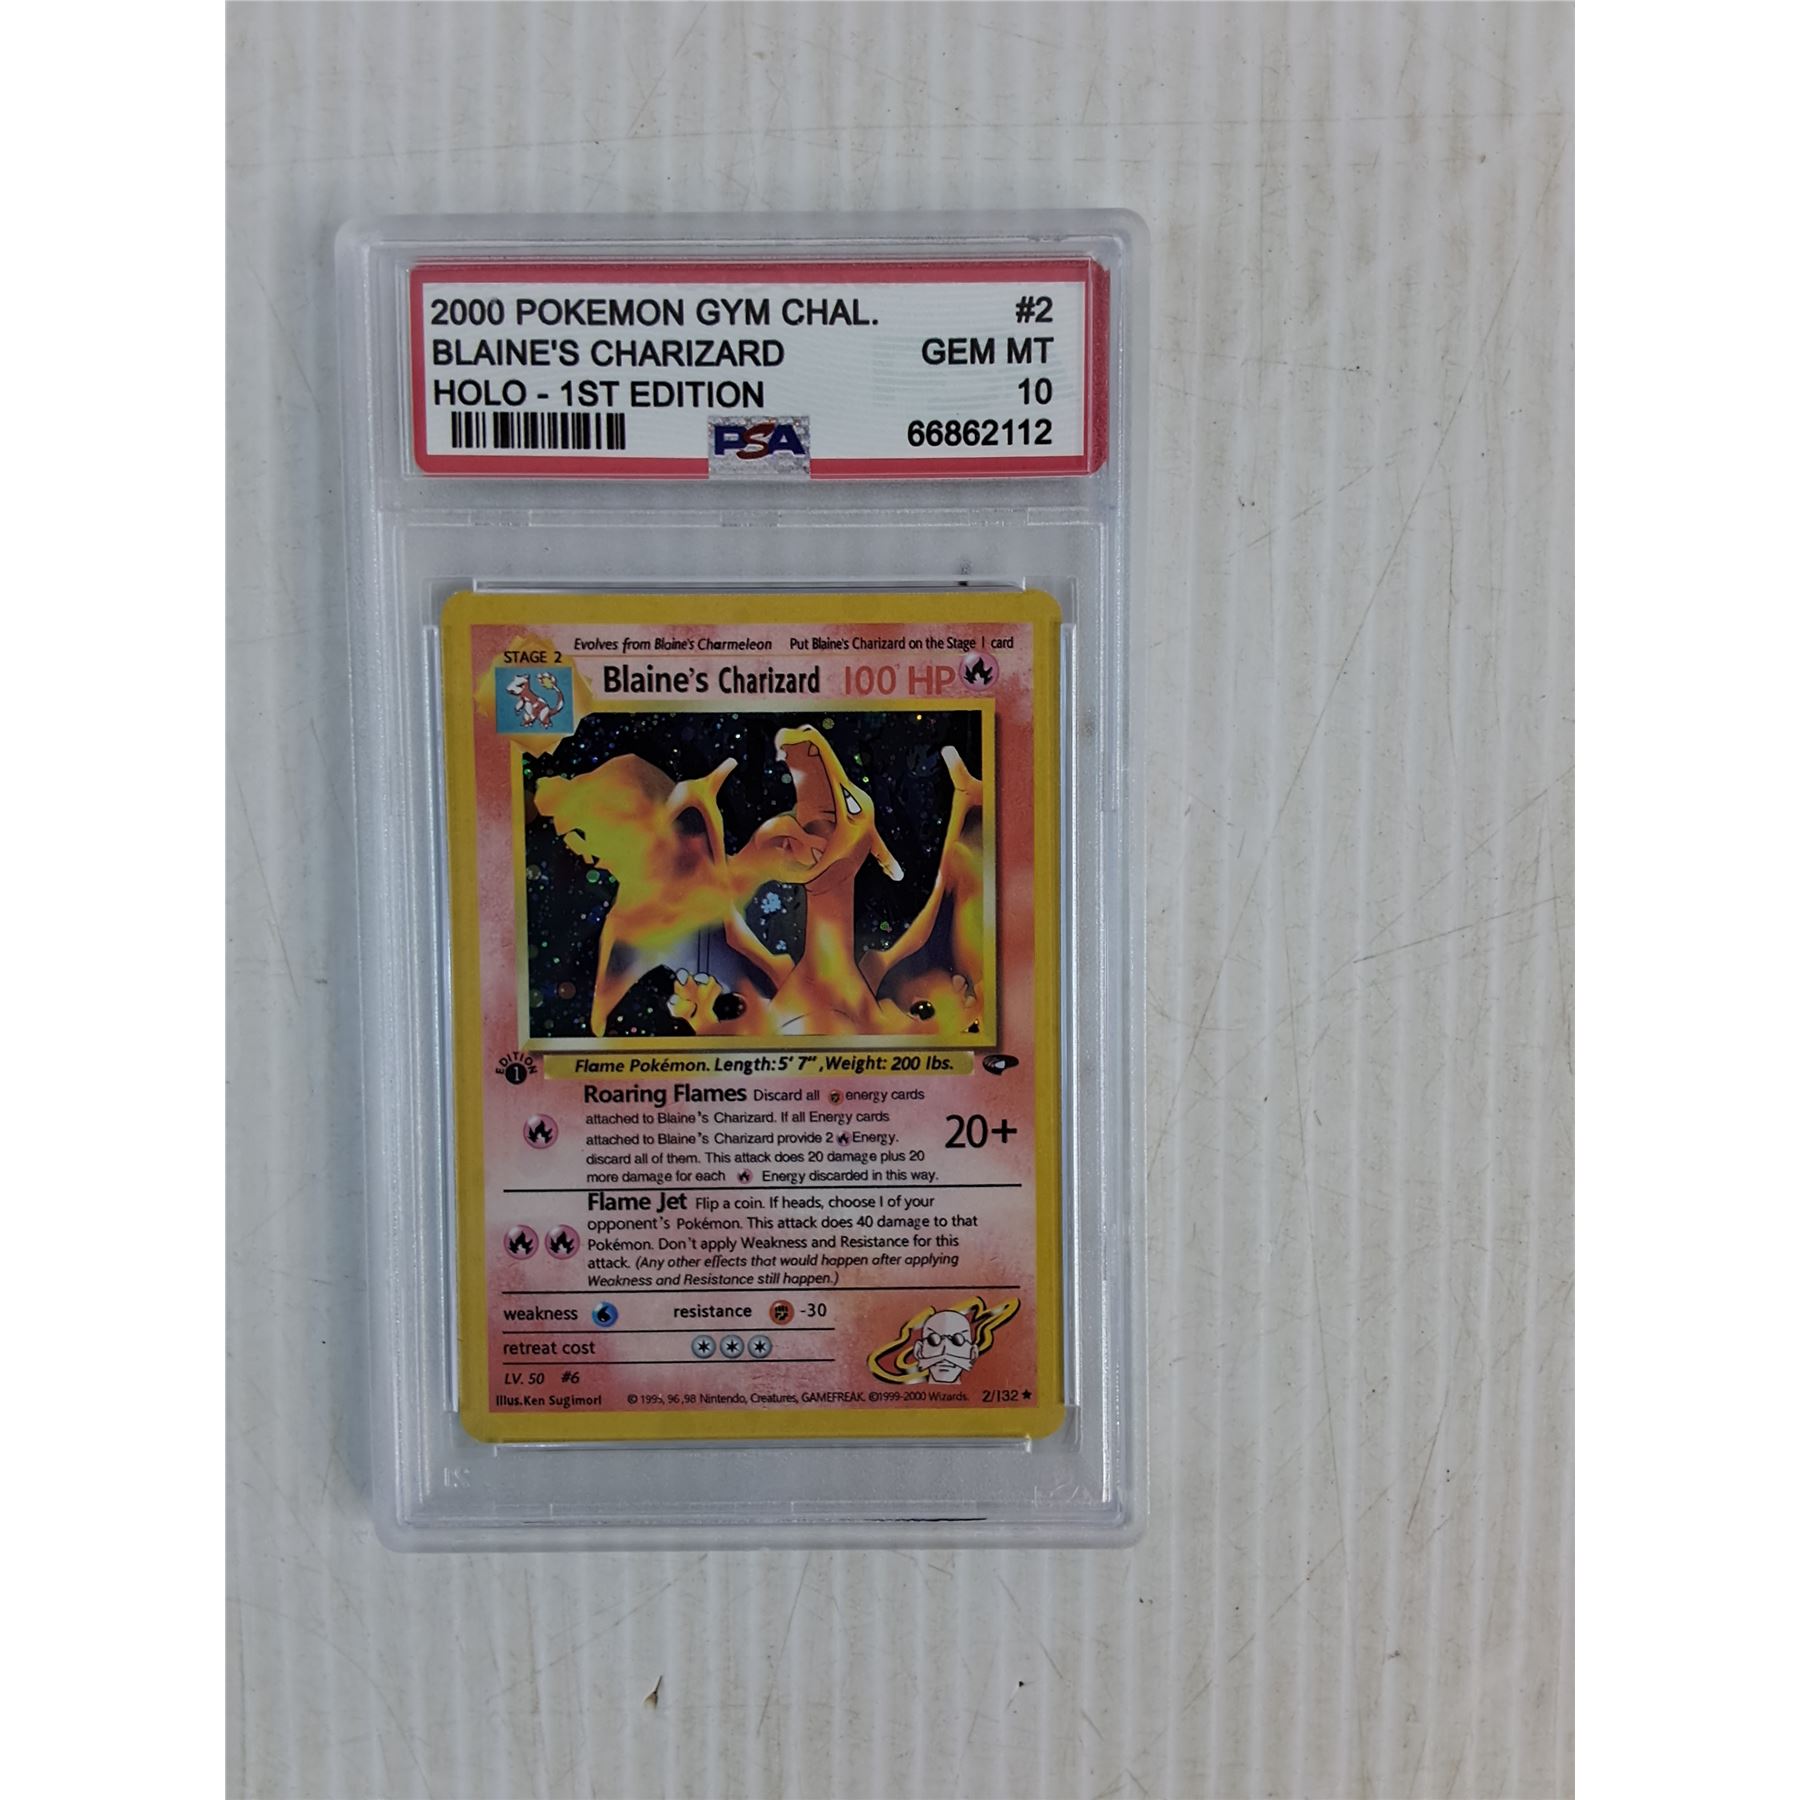 2000 POKEMON GYM CHAL. #2
BLAINE'S CHARIZARD GEM MT
HOLO - 1ST EDITION 10
PSA 66862112
Evolves from Blaine's Charmeleon Put Blaine's Charizard on the Stage 1 card
STAGE 2
Blaine's Charizard 100 HP
EDITION
1
Flame Pokémon. Length: 5' 7", Weight: 200 lbs.
Roaring Flames Discard all energy cards
attached to Blaine's Charizard. If all Energy cards
attached to Blaine's Charizard provide 2 Energy.
discard all of them. This attack does 20 damage plus 20
more damage for each Energy discarded in this way.
20+
Flame Jet Flip a coin. If heads, choose 1 of your
opponent's Pokémon. This attack does 40 damage to that
Pokémon. Don't apply Weakness and Resistance for this
attack. (Any other effects that would happen after applying
Weakness and Resistance still happen.)
weakness resistance -30
retreat cost
LV. 50 #6
Illus.Ken Sugimori © 1995, 96 ,98 Nintendo, Creatures, GAMEFREAK. ©1999-2000 Wizards. 2/132 ★